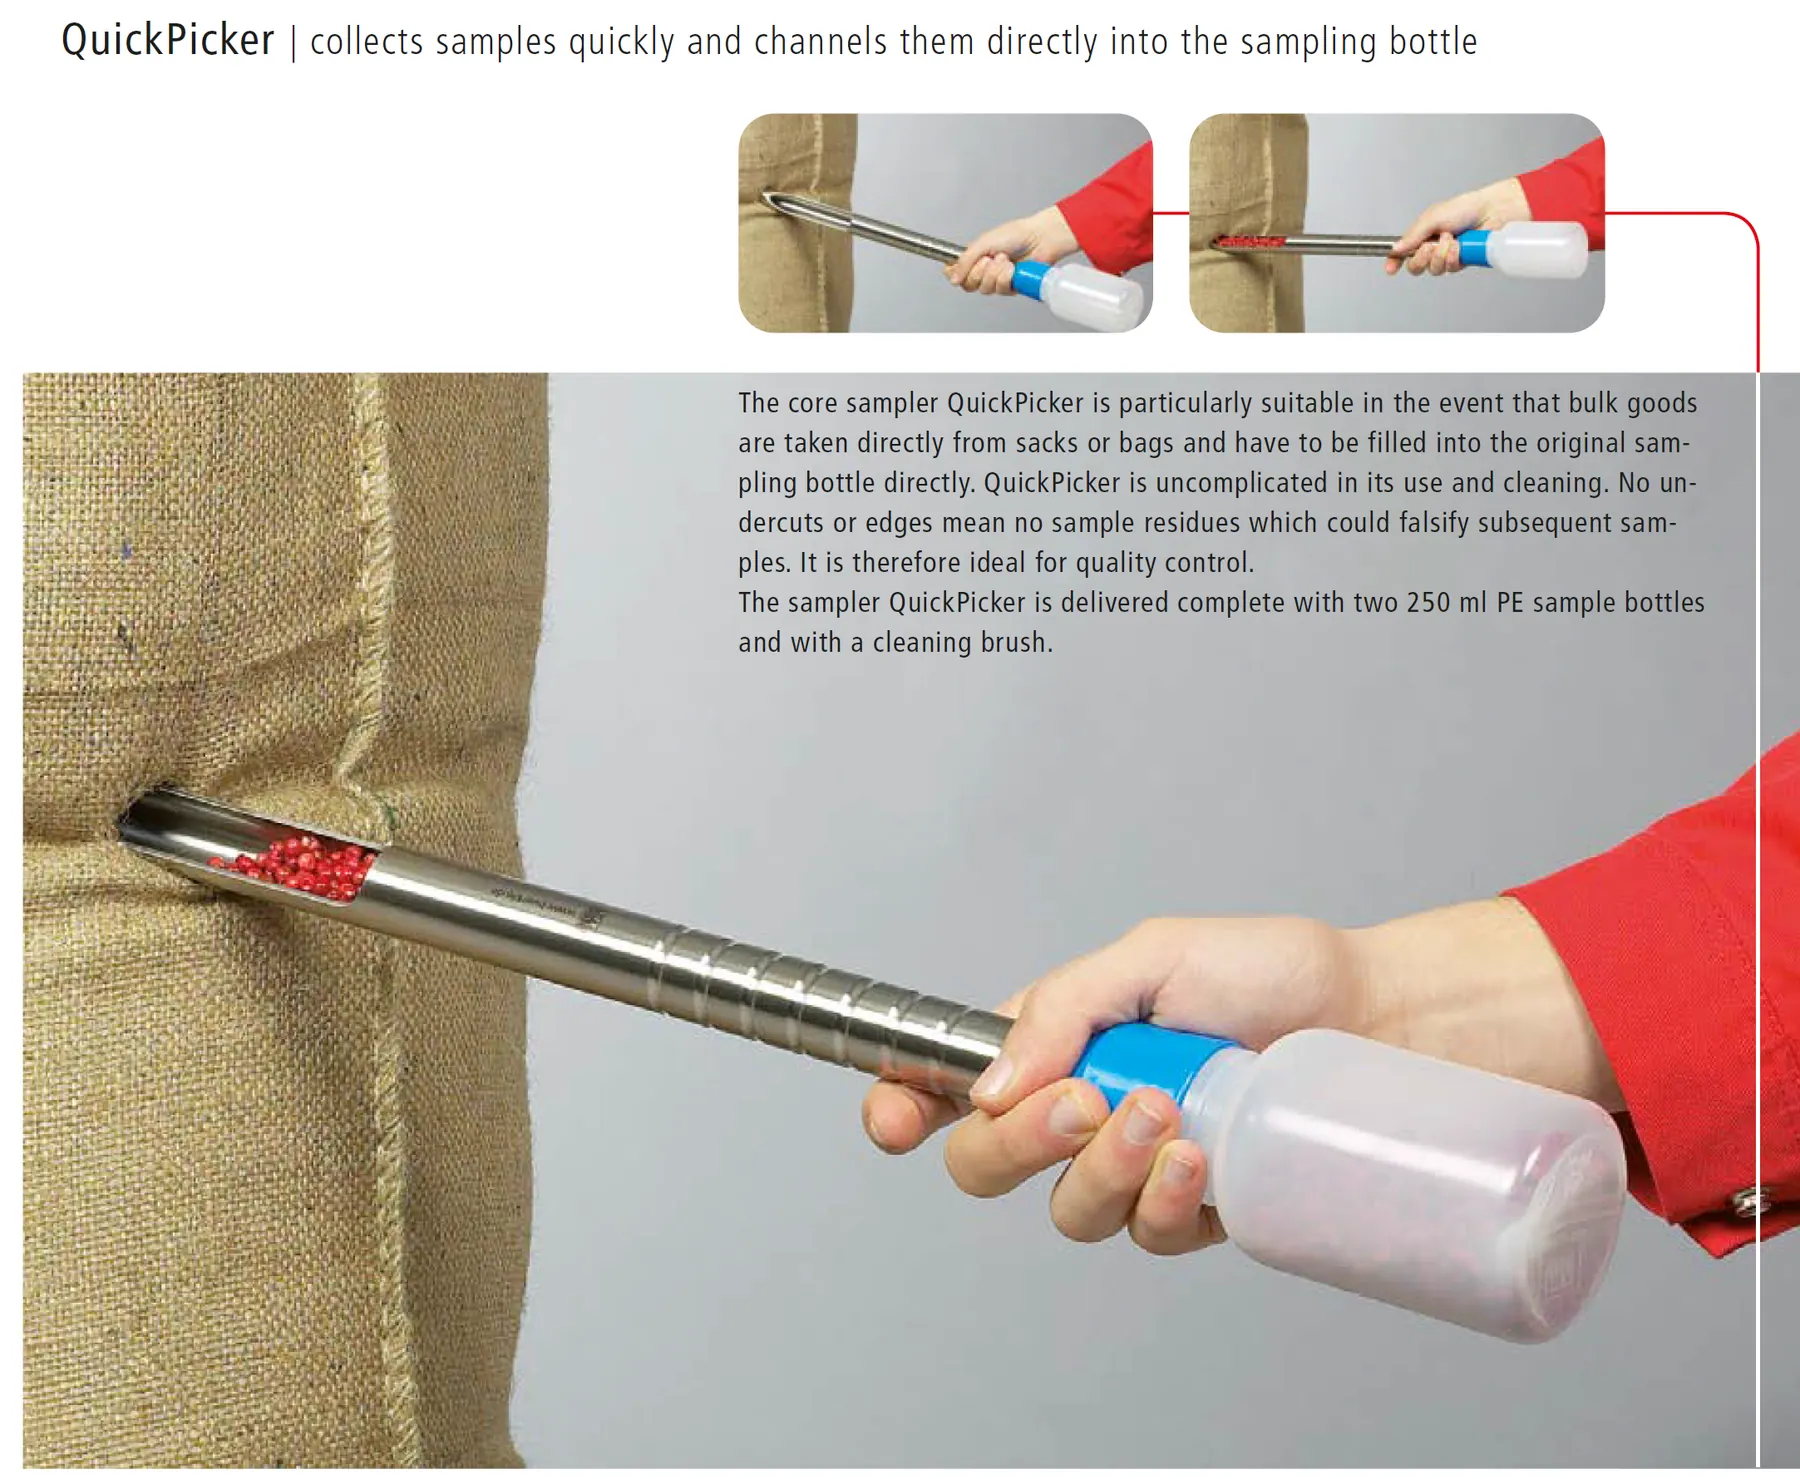 QuickPicker | collects samples quickly and channels them directly into the sampling bottle
The core sampler QuickPicker is particularly suitable in the event that bulk goods
are taken directly from sacks or bags and have to be filled into the original sam-
pling bottle directly. QuickPicker is uncomplicated in its use and cleaning. No un-
dercuts or edges mean no sample residues which could falsify subsequent sam-
ples. It is therefore ideal for quality control.
The sampler QuickPicker is delivered complete with two 250 ml PE sample bottles
and with a cleaning brush.